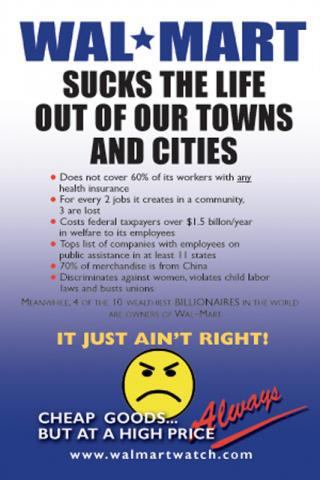 WAL★MART
SUCKS THE LIFE
OUT OF OUR TOWNS
AND CITIES
• Does not cover 60% of its workers with any
health insurance
• For every 2 jobs it creates in a community,
3 are lost
• Costs federal taxpayers over $1.5 billon/year
in welfare to its employees
• Tops list of companies with employees on
public assistance in at least 11 states
• 70% of merchandise is from China
• Discriminates against women, violates child labor
laws and busts unions
MEANWHILE, 4 OF THE 10 WEALTHIEST BILLIONAIRES IN THE WORLD
ARE OWNERS OF WAL-MART.
IT JUST AIN'T RIGHT!
CHEAP GOODS...
BUT AT A HIGH PRICE
Always
www.walmartwatch.com